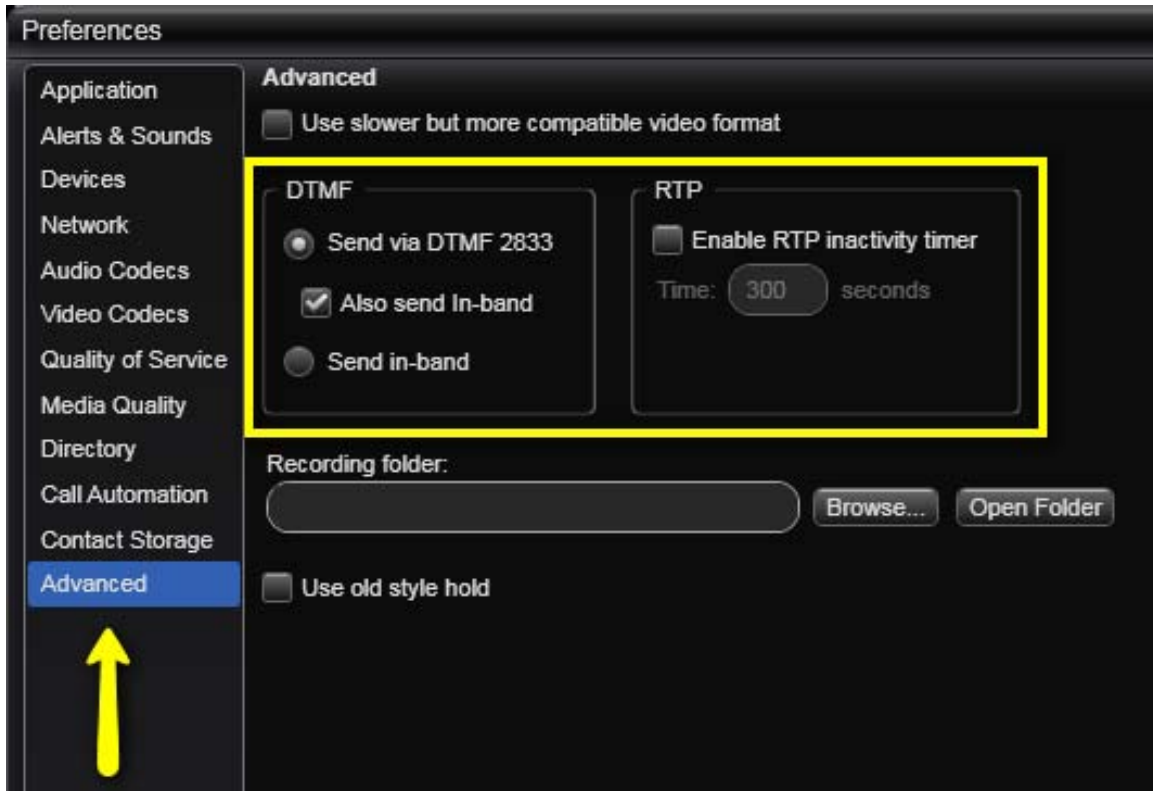 Preferences
Application
Alerts & Sounds
Devices
Network
Audio Codecs
Video Codecs
Quality of Service
Media Quality
Directory
Call Automation
Contact Storage
Advanced
Advanced
Use slower but more compatible video format
DTMF
Send via DTMF 2833
Also send In-band
Send in-band
RTP
Enable RTP inactivity timer
Time: 300 seconds
Recording folder:
Browse... Open Folder
Use old style hold